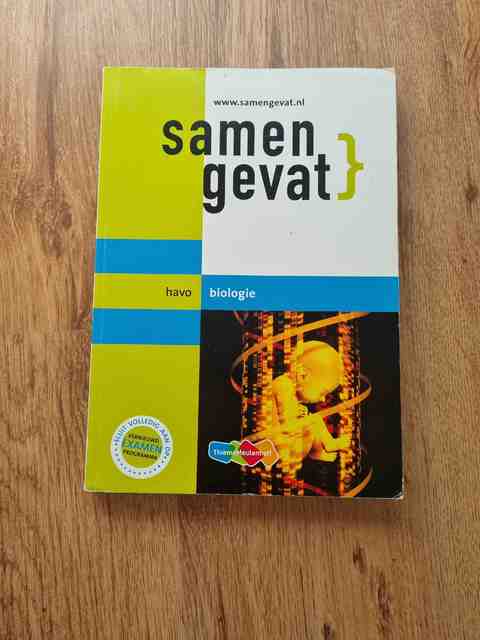 www.samengevat.nl
samen
gevat}
havo biologie
SLUIT VOLLEDIG AAN OP
VERNIEUWD
EXAMEN
PROGRAMMA
ThiemeMeulenhoff